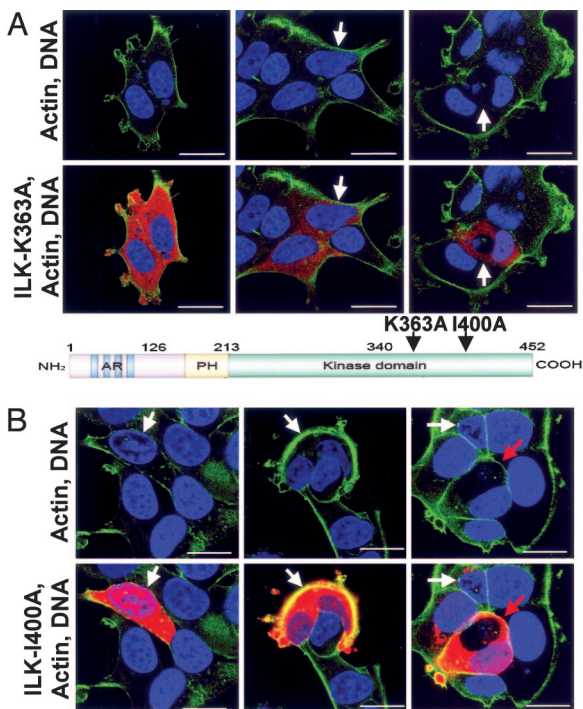 A
Actin, DNA
ILK-K363A,
Actin, DNA
K363A I400A
1 126 213 340 452
NH₂ AR PH Kinase domain COOH
B
Actin, DNA
ILK-I400A,
Actin, DNA